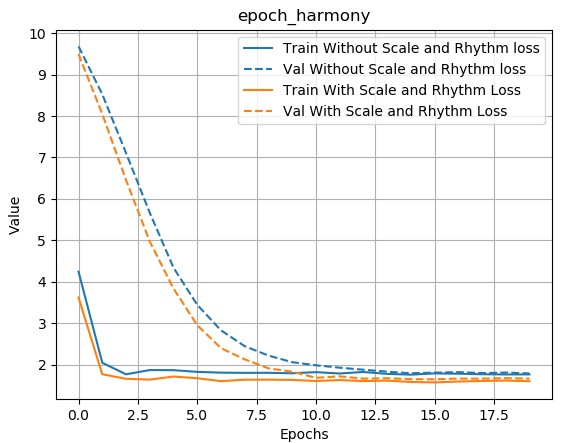 epoch_harmony
10
9
8
7
6
5
4
3
2
Value
Train Without Scale and Rhythm loss
Val Without Scale and Rhythm loss
Train With Scale and Rhythm Loss
Val With Scale and Rhythm Loss
0.0 2.5 5.0 7.5 10.0 12.5 15.0 17.5
Epochs